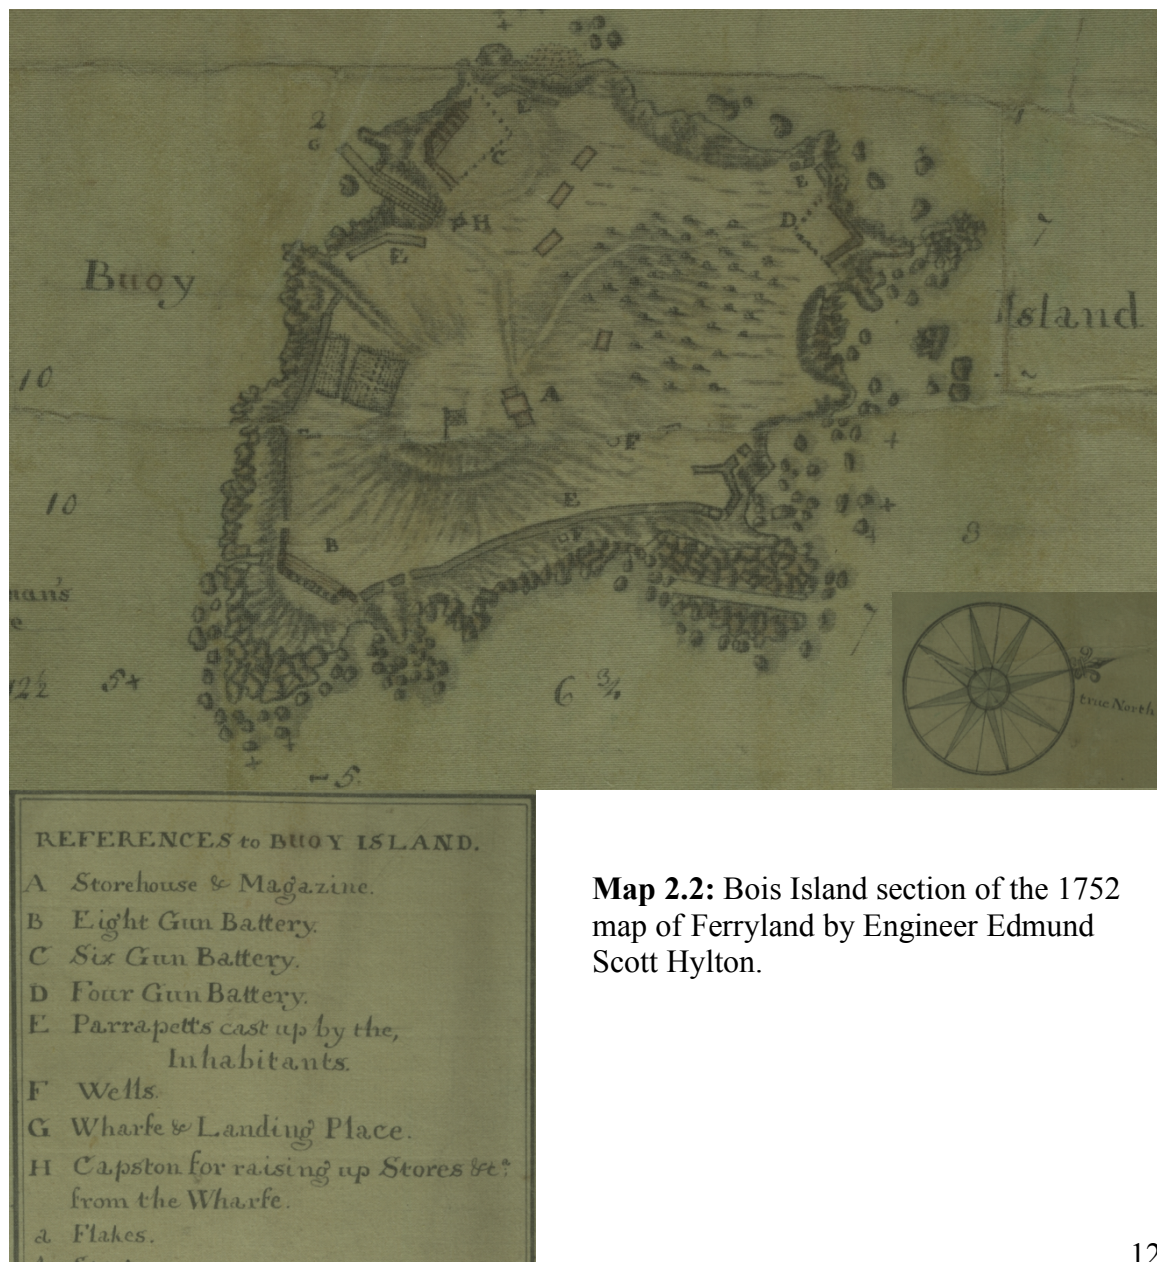 2
G
E
C
H
E
E
D
7
Buoy
Island
10
A
F
10
E
8
B
F
nan's
e
7
12½
5+
6 ¾
true North
- 5.
REFERENCES to BUOY ISLAND.
A Storehouse & Magazine.
B Eight Gun Battery.
C Six Gun Battery.
D Four Gun Battery.
E Parrapetts cast up by the,
Inhabitants.
F Wells.
G Wharfe & Landing Place.
H Capston for raising up Stores &c.ª
from the Wharfe.
a Flakes.
Map 2.2: Bois Island section of the 1752
map of Ferryland by Engineer Edmund
Scott Hylton.
12